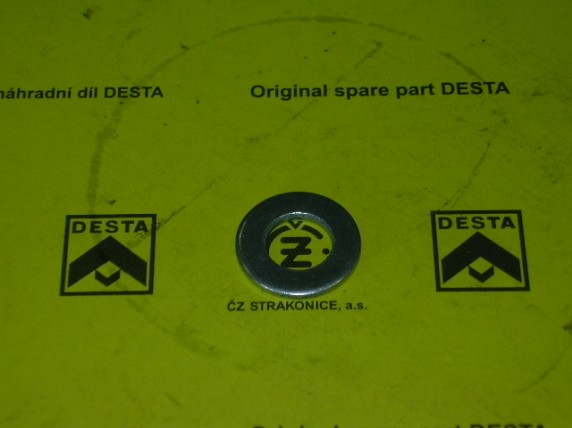 náhradní díl DESTA
Original spare part DESTA
DESTA
DESTA
ČZ
ČZ STRAKONICE, a.s.